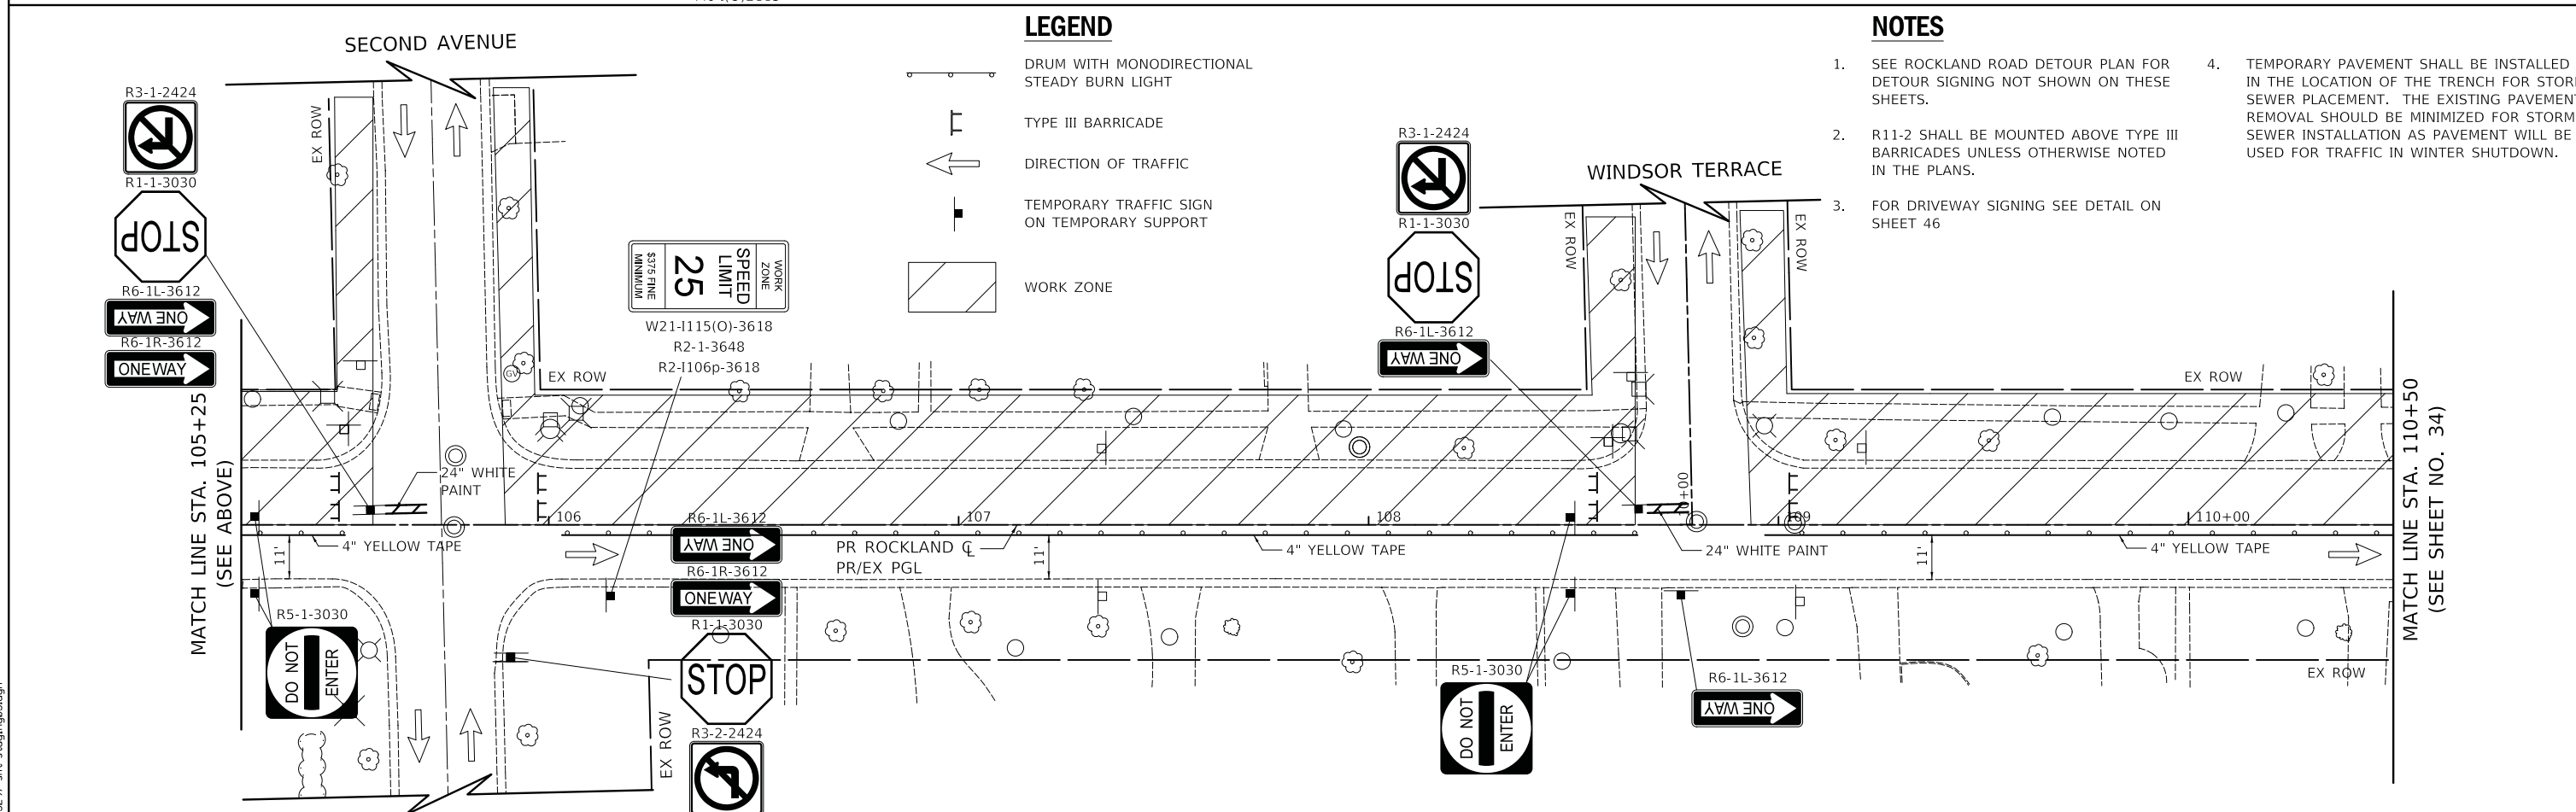 LEGEND
DRUM WITH MONODIRECTIONAL
STEADY BURN LIGHT
TYPE III BARRICADE
DIRECTION OF TRAFFIC
TEMPORARY TRAFFIC SIGN
ON TEMPORARY SUPPORT
WORK ZONE
NOTES
1. SEE ROCKLAND ROAD DETOUR PLAN FOR
DETOUR SIGNING NOT SHOWN ON THESE
SHEETS.
2. R11-2 SHALL BE MOUNTED ABOVE TYPE III
BARRICADES UNLESS OTHERWISE NOTED
IN THE PLANS.
3. FOR DRIVEWAY SIGNING SEE DETAIL ON
SHEET 46
4. TEMPORARY PAVEMENT SHALL BE INSTALLED
IN THE LOCATION OF THE TRENCH FOR STOR
SEWER PLACEMENT. THE EXISTING PAVEMEN
REMOVAL SHOULD BE MINIMIZED FOR STORM
SEWER INSTALLATION AS PAVEMENT WILL BE
USED FOR TRAFFIC IN WINTER SHUTDOWN.
SECOND AVENUE
R3-1-2424
R1-1-3030
STOP
R6-1L-3612
ONE WAY
R6-1R-3612
ONEWAY
EX ROW
MATCH LINE STA. 105+25
(SEE ABOVE)
GV
EX ROW
WORK
ZONE
SPEED
LIMIT
25
$375 FINE
MINIMUM
W21-I115(O)-3618
R2-1-3648
R2-I106p-3618
24" WHITE
PAINT
4" YELLOW TAPE
11'
R5-1-3030
DO NOT
ENTER
106
R6-1L-3612
ONE WAY
R6-1R-3612
ONEWAY
R1-1-3030
STOP
R3-2-2424
EX ROW
107
PR ROCKLAND CL
PR/EX PGL
11'
4" YELLOW TAPE
108
WINDSOR TERRACE
R3-1-2424
R1-1-3030
STOP
R6-1L-3612
ONE WAY
EX ROW
EX ROW
24" WHITE PAINT
109
R5-1-3030
DO NOT
ENTER
R6-1L-3612
ONE WAY
11'
4" YELLOW TAPE
110+00
EX ROW
EX ROW
MATCH LINE STA. 110+50
(SEE SHEET NO. 34)